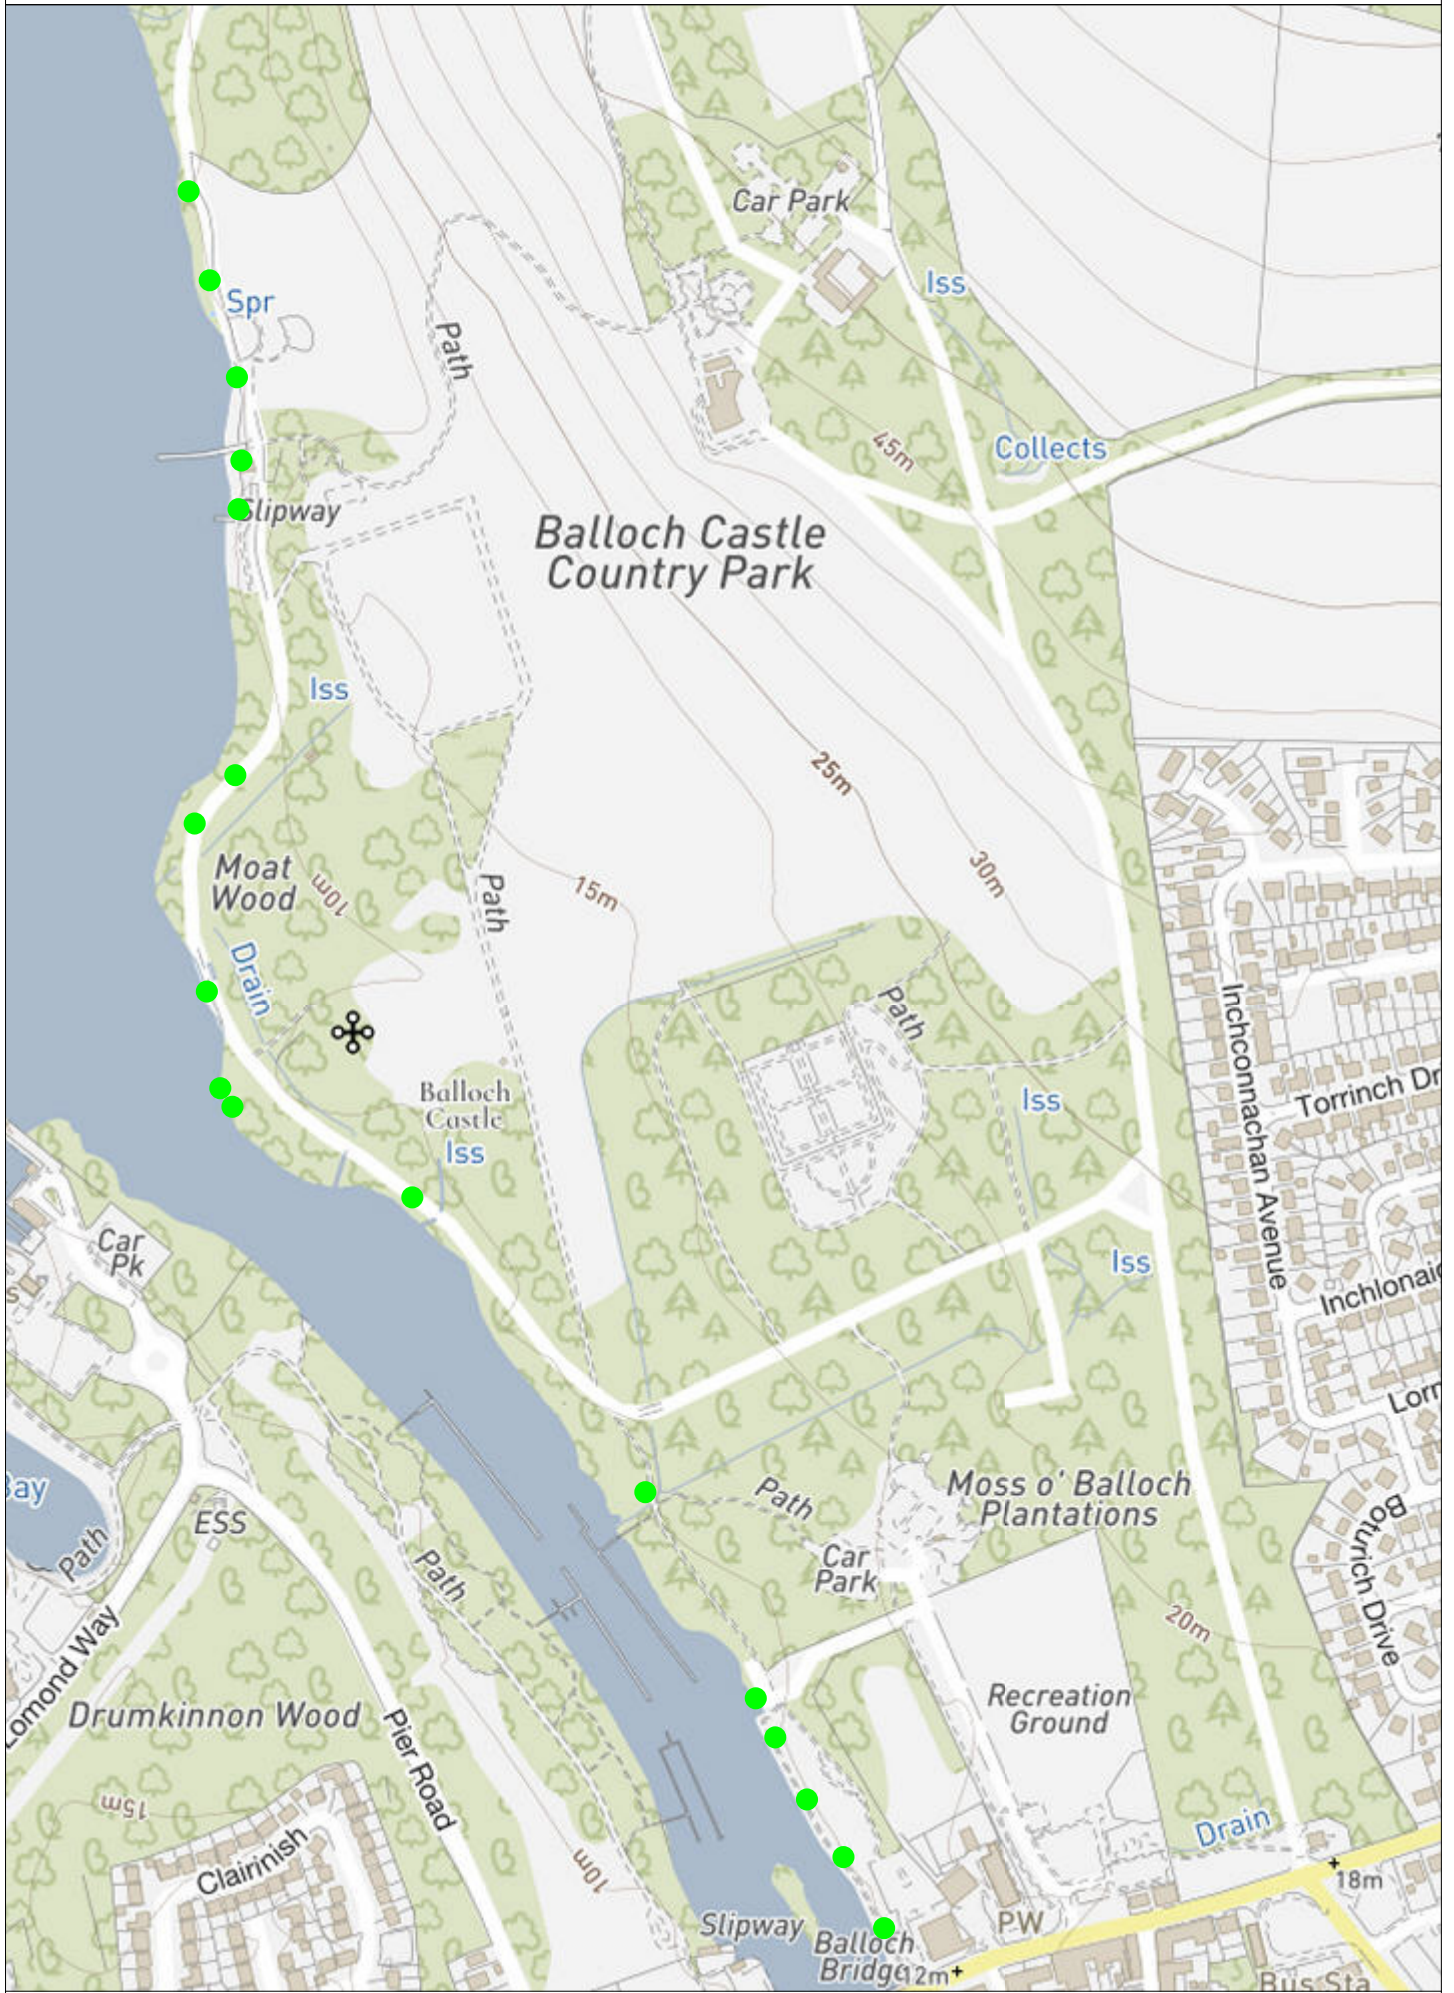 Car Park
Iss
Spr
Path
45m
Collects
Slipway
Balloch Castle
Country Park
Iss
25m
Moat
Wood
10m
Path
15m
30m
Drain
Path
Inchconnachan Avenue
Balloch
Castle
Iss
Iss
Torrinch Dr
Car
Pk
Iss
Inchlonaig
Lorn
Bay
Path
ESS
Path
Path
Moss o' Balloch
Plantations
Car
Park
Boturich Drive
20m
Lomond Way
Drumkinnon Wood
Pier Road
Recreation
Ground
15m
Clairinish
10m
Drain
18m
Slipway
Balloch
Bridge
12m
PW
Bus Sta